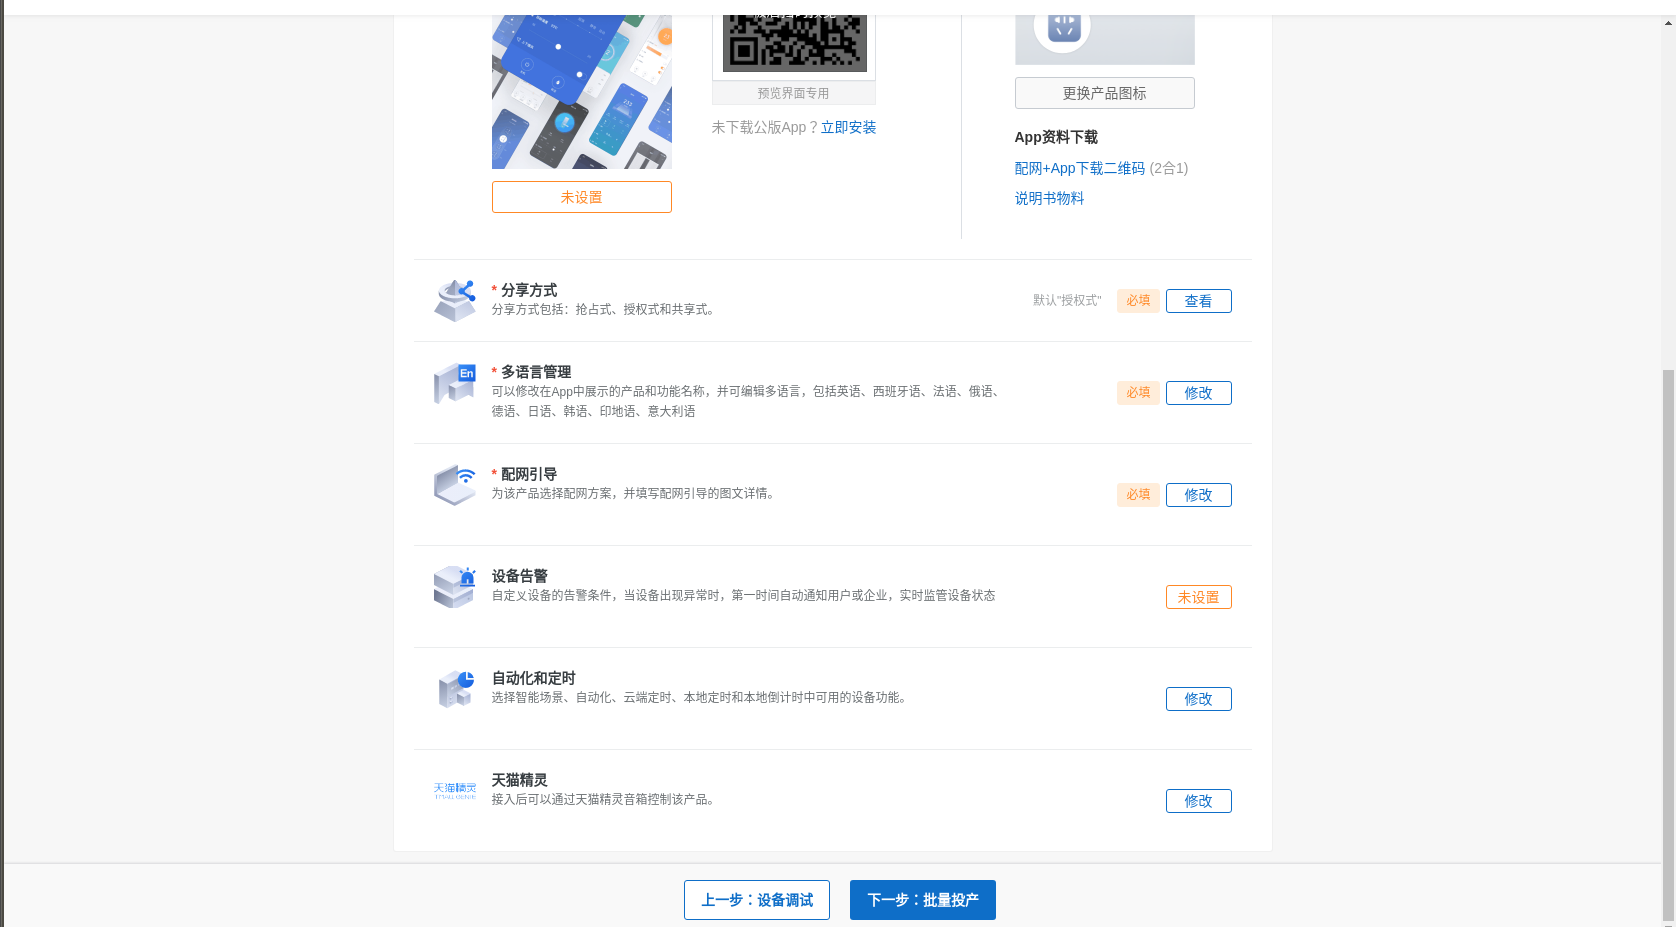 预览界面专用
未下载公版App？立即安装
未设置
更换产品图标
App资料下载
配网+App下载二维码 (2合1)
说明书物料
* 分享方式
分享方式包括：抢占式、授权式和共享式。
默认"授权式"
必填
查看
En
* 多语言管理
可以修改在App中展示的产品和功能名称，并可编辑多语言，包括英语、西班牙语、法语、俄语、
德语、日语、韩语、印地语、意大利语
必填
修改
* 配网引导
为该产品选择配网方案，并填写配网引导的图文详情。
必填
修改
设备告警
自定义设备的告警条件，当设备出现异常时，第一时间自动通知用户或企业，实时监管设备状态
未设置
自动化和定时
选择智能场景、自动化、云端定时、本地定时和本地倒计时中可用的设备功能。
修改
天猫精灵
TMALL GENIE
天猫精灵
接入后可以通过天猫精灵音箱控制该产品。
修改
上一步：设备调试
下一步：批量投产